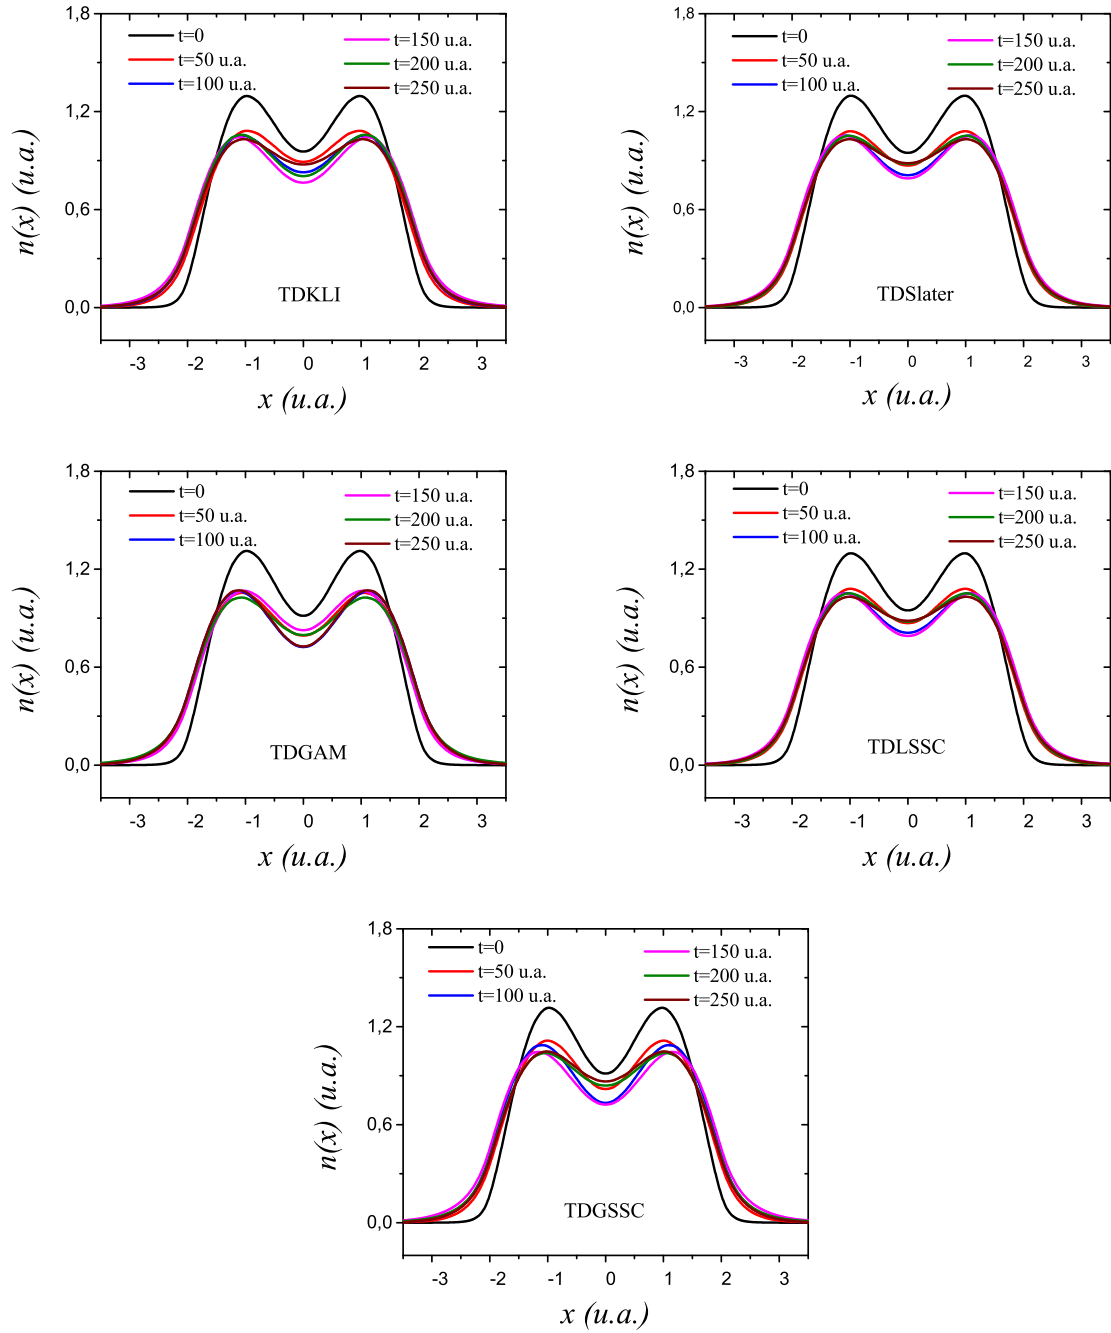 1,8
t=0
t=150 u.a.
t=50 u.a.
t=200 u.a.
t=100 u.a.
t=250 u.a.
1,2
n(x) (u.a.)
0,6
TDKLI
0,0
-3 -2 -1 0 1 2 3
x (u.a.)
1,8
t=0
t=150 u.a.
t=50 u.a.
t=200 u.a.
t=100 u.a.
t=250 u.a.
1,2
n(x) (u.a.)
0,6
TDSlater
0,0
-3 -2 -1 0 1 2 3
x (u.a.)
1,8
t=0
t=150 u.a.
t=50 u.a.
t=200 u.a.
t=100 u.a.
t=250 u.a.
1,2
n(x) (u.a.)
0,6
TDGAM
0,0
-3 -2 -1 0 1 2 3
x (u.a.)
1,8
t=0
t=150 u.a.
t=50 u.a.
t=200 u.a.
t=100 u.a.
t=250 u.a.
1,2
n(x) (u.a.)
0,6
TDLSSC
0,0
-3 -2 -1 0 1 2 3
x (u.a.)
1,8
t=0
t=150 u.a.
t=50 u.a.
t=200 u.a.
t=100 u.a.
t=250 u.a.
1,2
n(x) (u.a.)
0,6
TDGSSC
0,0
-3 -2 -1 0 1 2 3
x (u.a.)